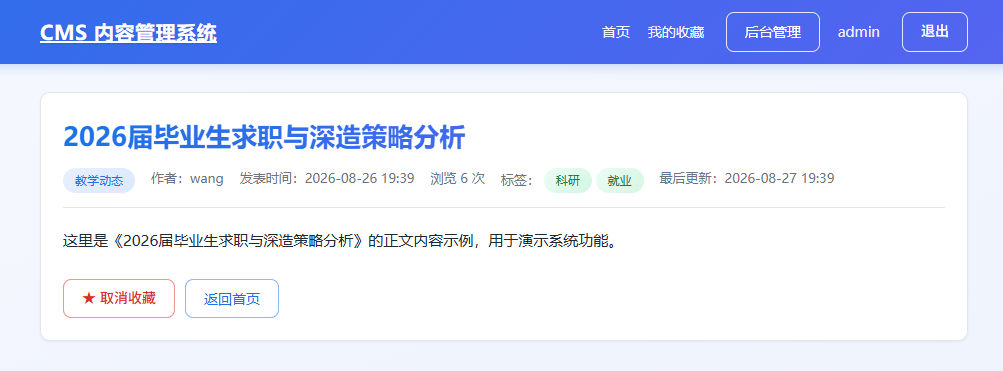 CMS 内容管理系统 首页 我的收藏 后台管理 admin 退出
2026届毕业生求职与深造策略分析
教学动态 作者：wang 发表时间：2026-08-26 19:39 浏览 6 次 标签： 科研 就业 最后更新：2026-08-27 19:39
这里是《2026届毕业生求职与深造策略分析》的正文内容示例，用于演示系统功能。
★ 取消收藏 返回首页